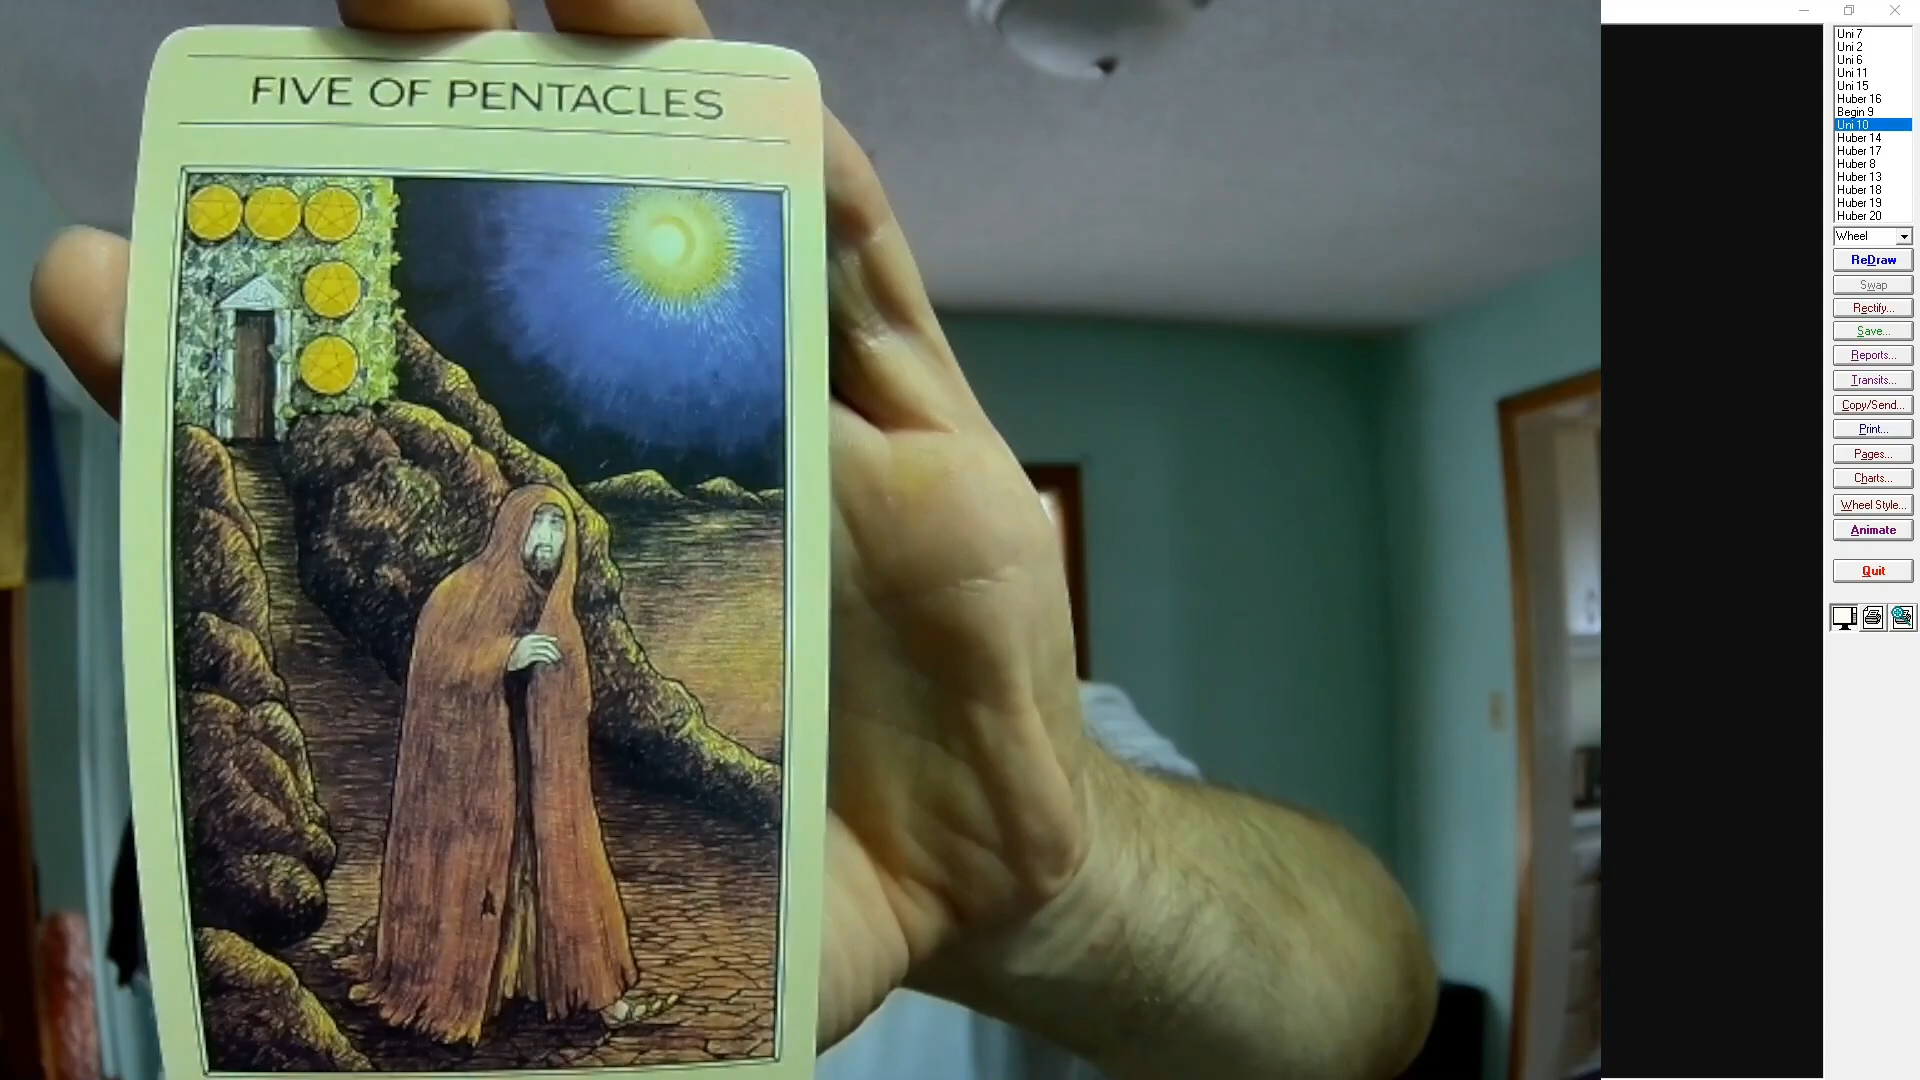 FIVE OF PENTACLES
Uni 7
Uni 2
Uni 6
Uni 11
Uni 15
Huber 16
Begin 9
Uni 10
Huber 14
Huber 17
Huber 8
Huber 13
Huber 18
Huber 19
Huber 20
Wheel
ReDraw
Swap
Rectify...
Save...
Reports...
Transits...
Copy/Send...
Print...
Pages...
Charts...
Wheel Style...
Animate
Quit